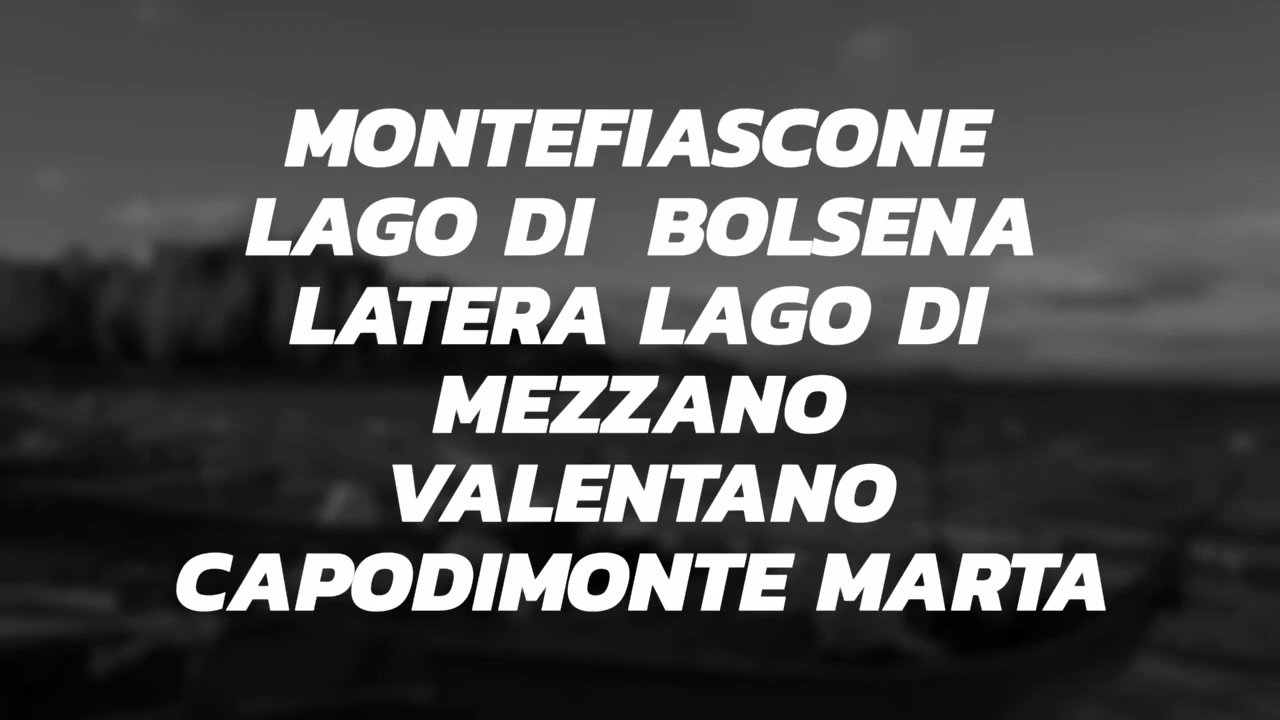 MONTEFIASCONE
LAGO DI  BOLSENA
LATERA LAGO DI
MEZZANO
VALENTANO
CAPODIMONTE MARTA